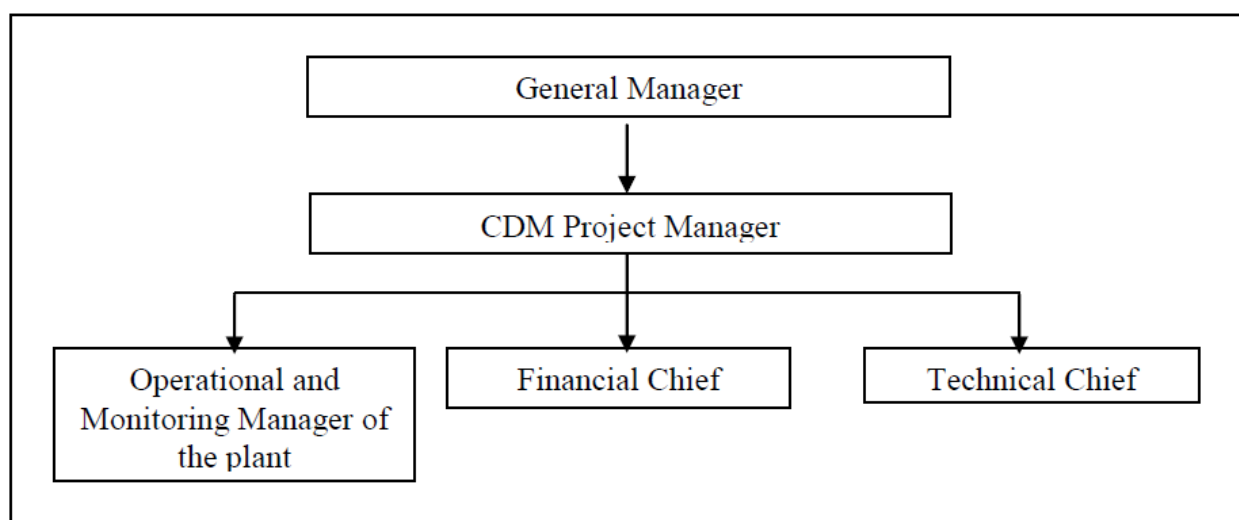 General Manager
CDM Project Manager
Operational and
Monitoring Manager of
the plant
Financial Chief
Technical Chief